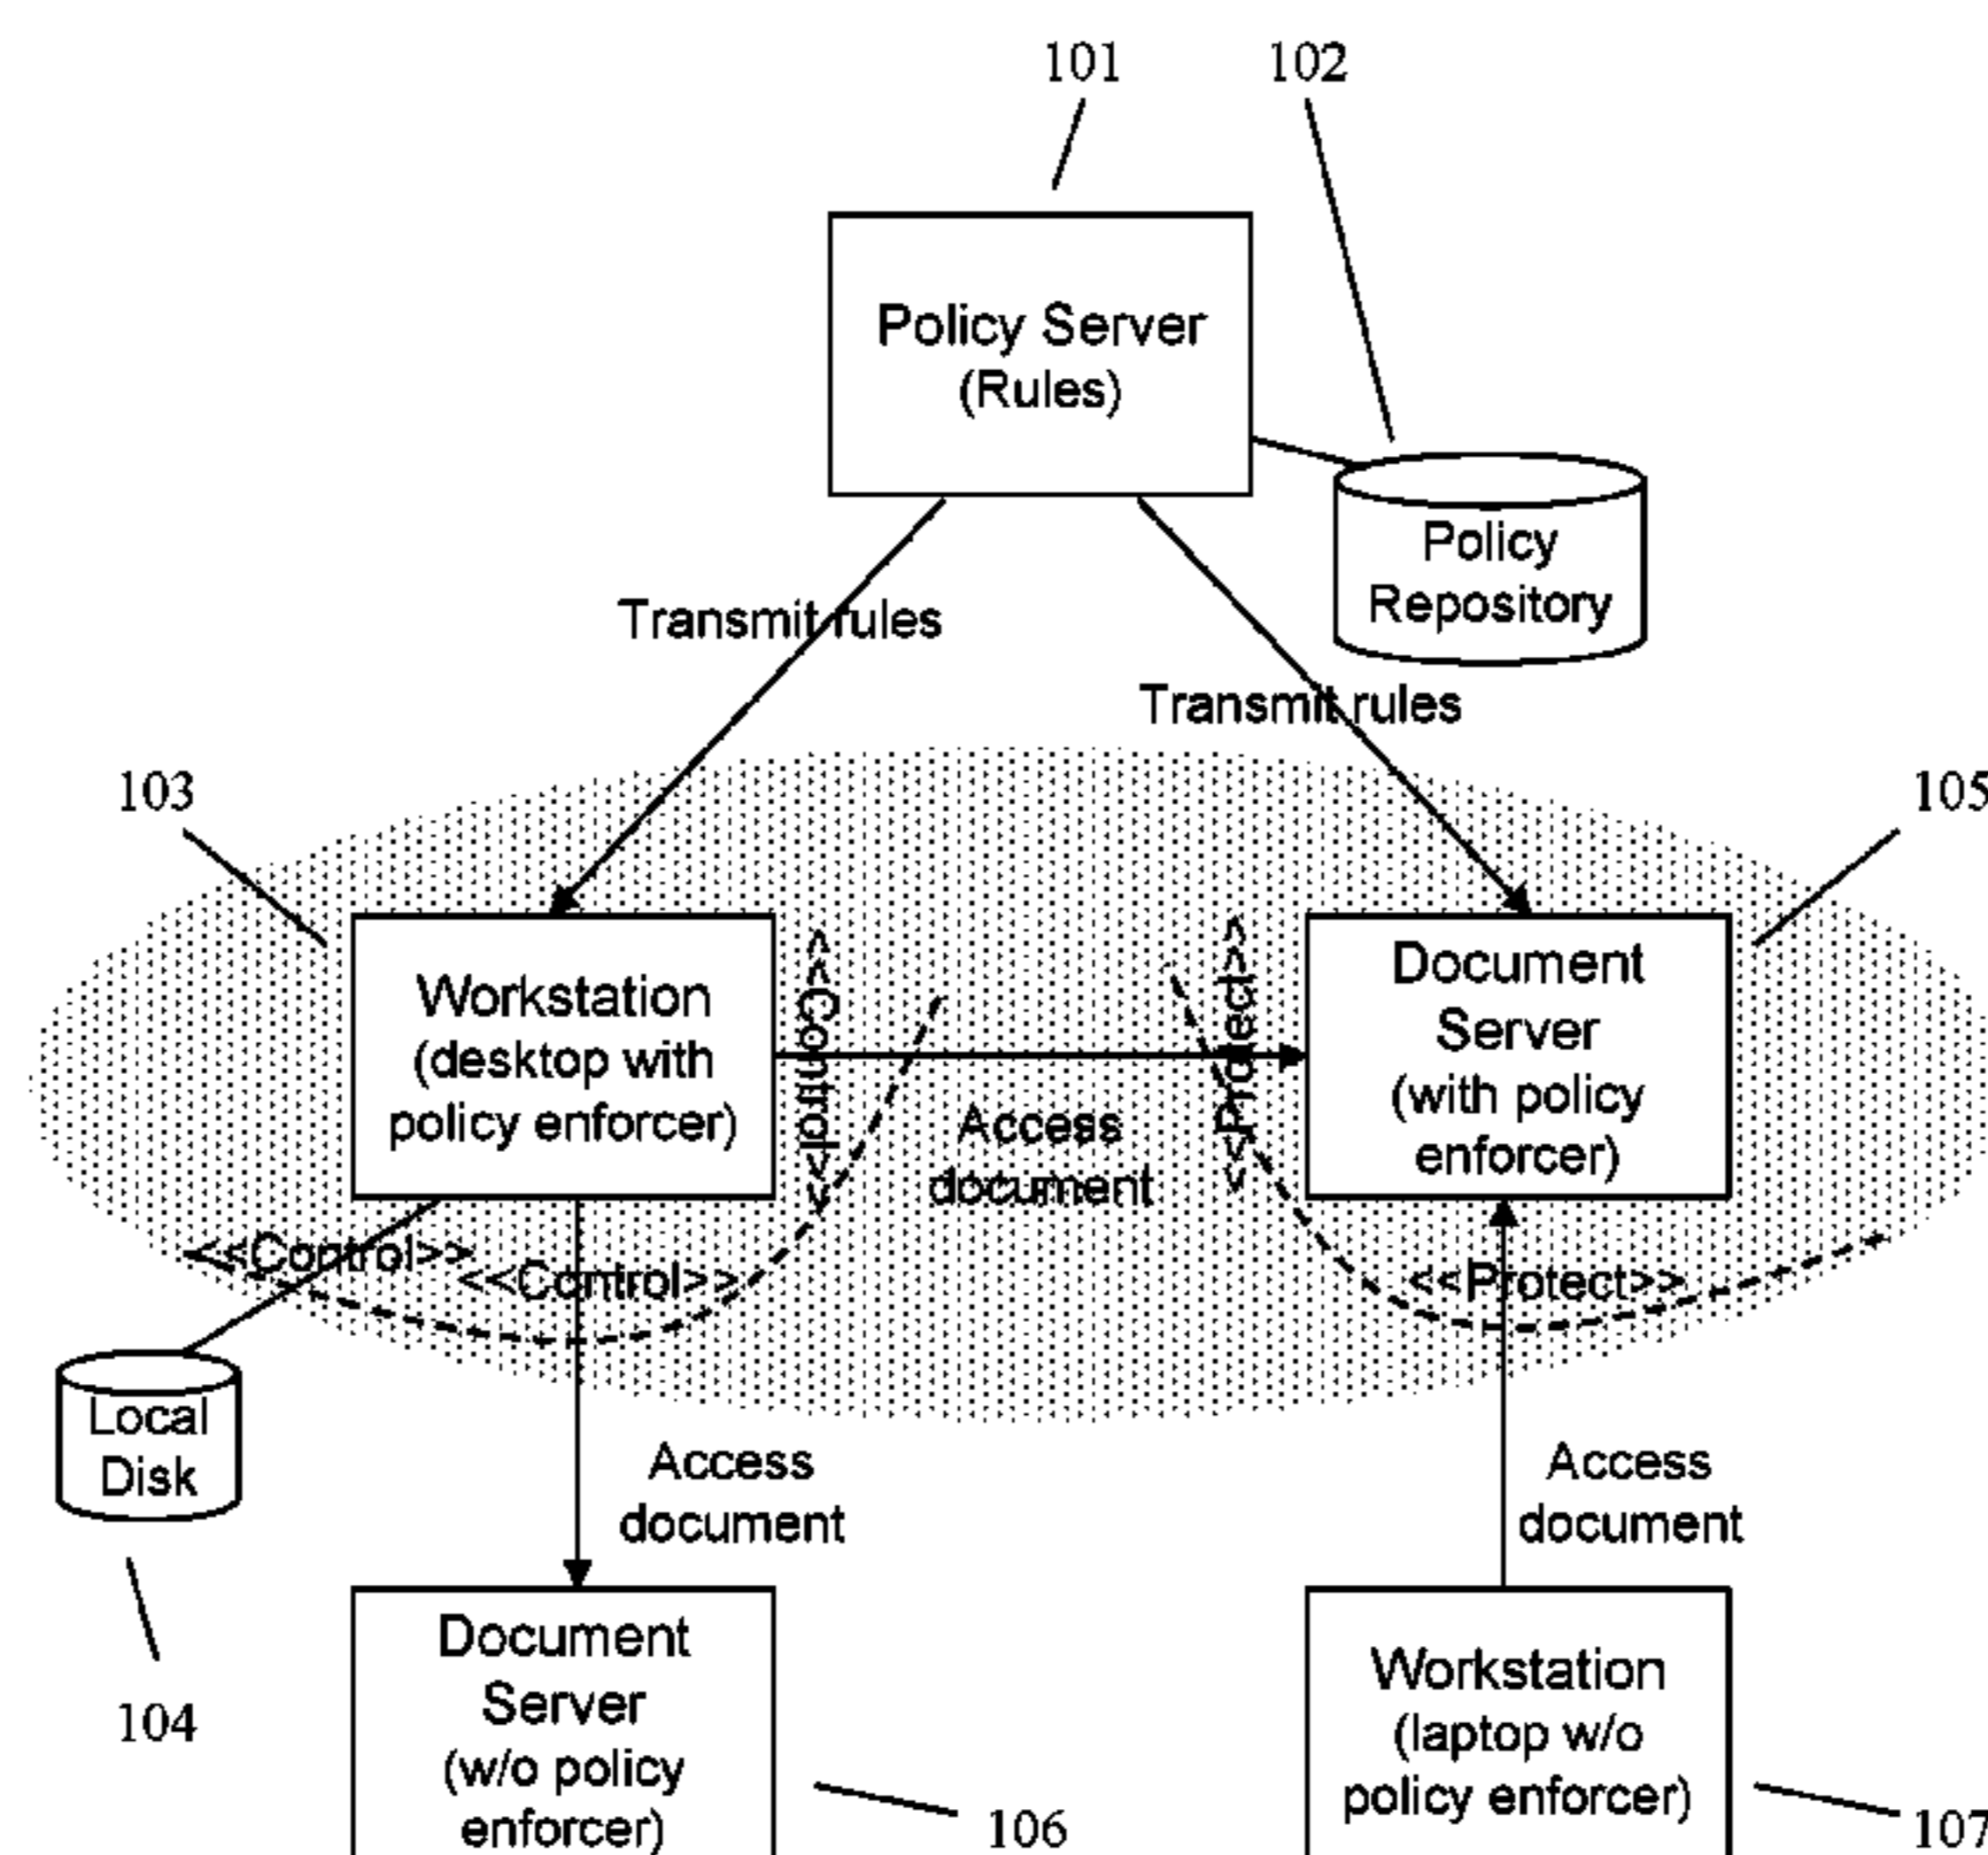 101
102
Policy Server
(Rules)
Policy
Repository
Transmit rules
Transmit rules
103
105
Workstation
(desktop with
policy enforcer)
<<Control>>
<<Protect>>
Document
Server
(with policy
enforcer)
Access
document
<<Control>>
<<Control>>
<<Protect>>
Local
Disk
Access
document
Access
document
104
Document
Server
(w/o policy
enforcer)
106
Workstation
(laptop w/o
policy enforcer)
107